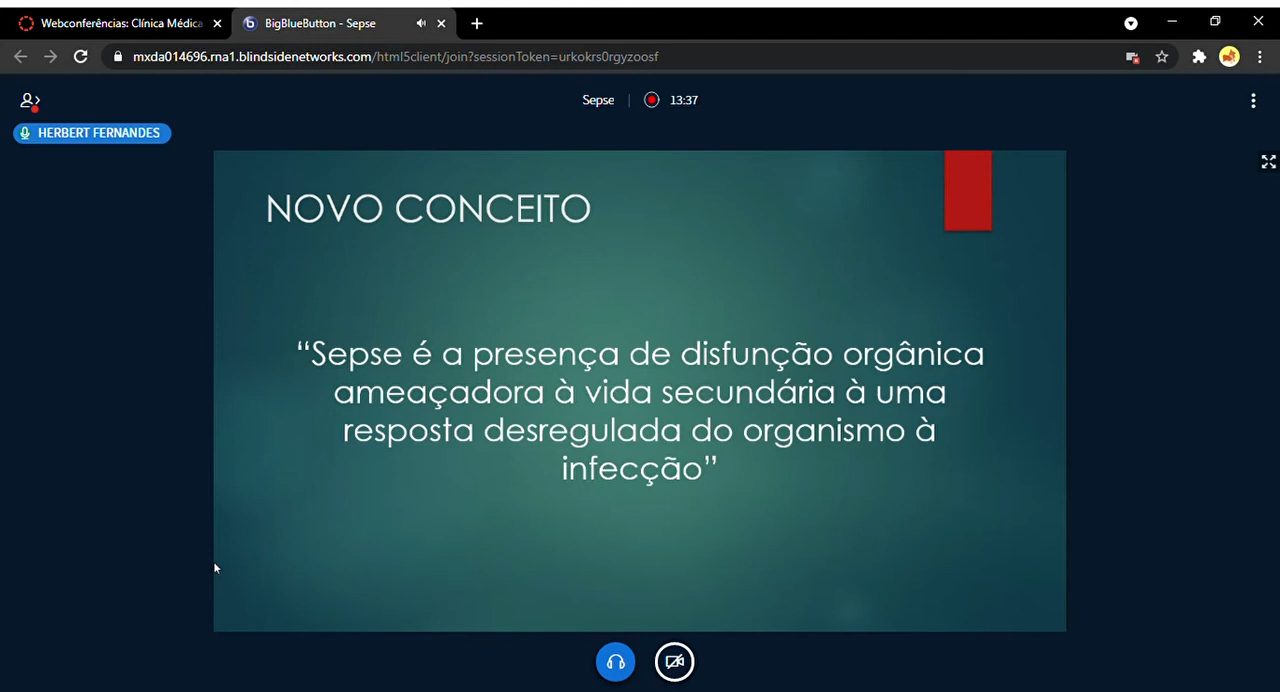 Webconferências: Clínica Médica
BigBlueButton - Sepse
mxda014696.rna1.blindsidenetworks.com/html5client/join?sessionToken=urkokrs0rgyzoosf
Sepse
13:37
HERBERT FERNANDES
NOVO CONCEITO
“Sepse é a presença de disfunção orgânica
ameaçadora à vida secundária à uma
resposta desregulada do organismo à
infecção”